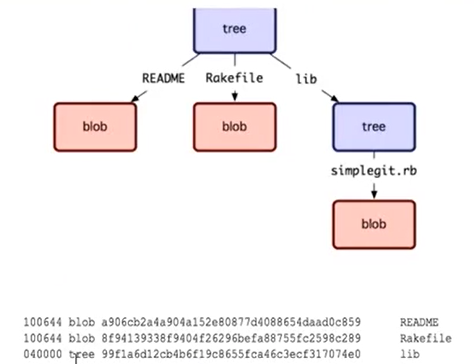 tree
README Rakefile lib
blob blob tree
simplegit.rb
blob
100644 blob a906cb2a4a904a152e80877d4088654daad0c859 README
100644 blob 8f94139338f9404f26296befa88755fc2598c289 Rakefile
040000 tree 99f1a6d12cb4b6f19c8655fca46c3ecf317074e0 lib